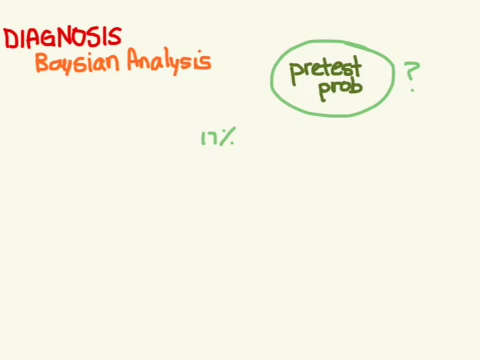 DIAGNOSIS
Baysian Analysis
pretest
prob
?
17%